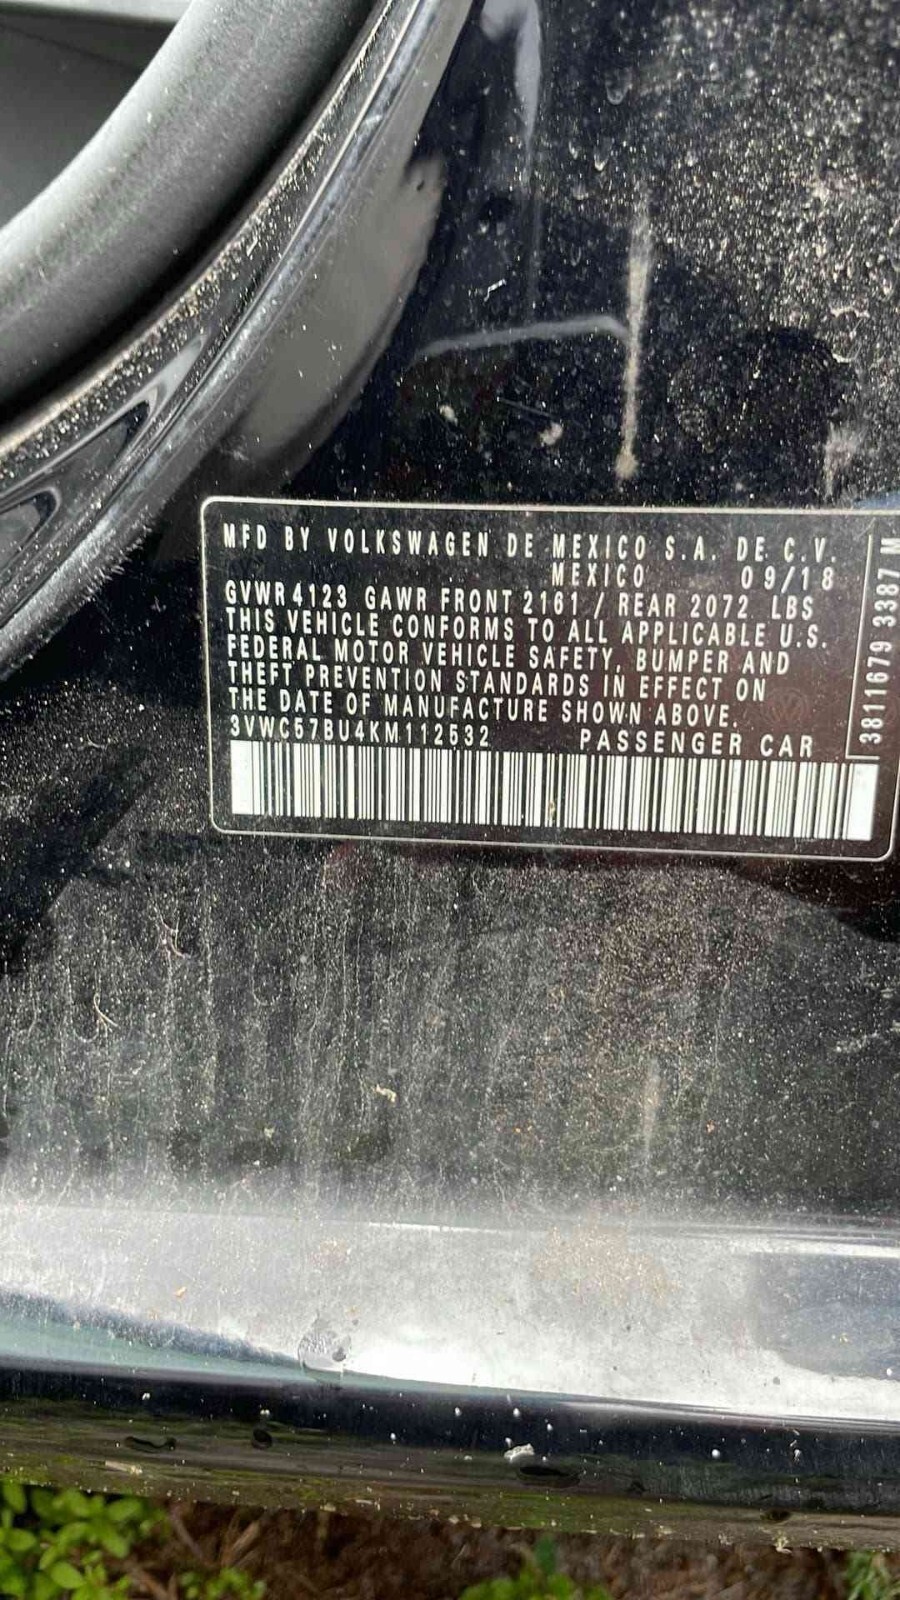 MFD BY VOLKSWAGEN DE MEXICO S.A. DE C.V.
MEXICO 09/18
GVWR 4123 GAWR FRONT 2161 / REAR 2072 LBS
THIS VEHICLE CONFORMS TO ALL APPLICABLE U.S.
FEDERAL MOTOR VEHICLE SAFETY, BUMPER AND
THEFT PREVENTION STANDARDS IN EFFECT ON
THE DATE OF MANUFACTURE SHOWN ABOVE.
3VWC57BU4KM112532 PASSENGER CAR
3811679 3387 M